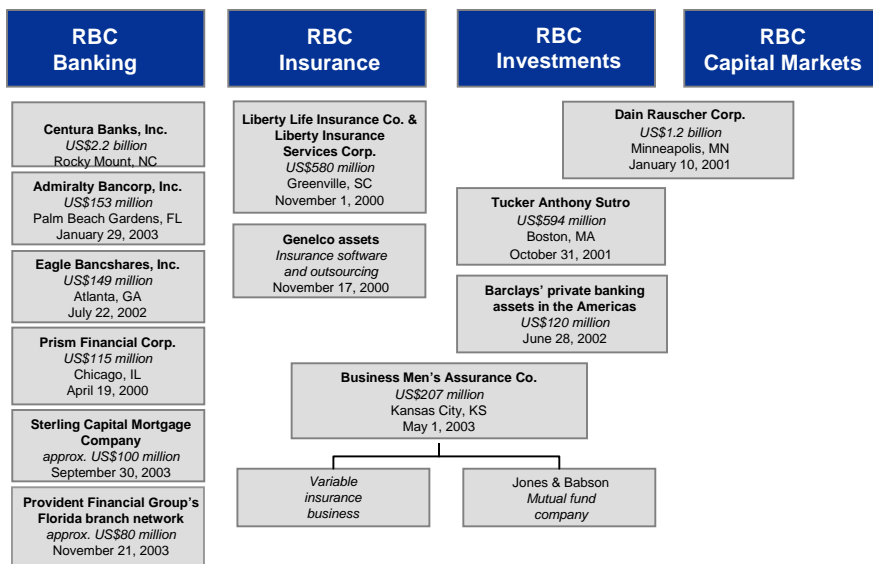 RBC
Banking
RBC
Insurance
RBC
Investments
RBC
Capital Markets
Centura Banks, Inc.
US$2.2 billion
Rocky Mount, NC
Admiralty Bancorp, Inc.
US$153 million
Palm Beach Gardens, FL
January 29, 2003
Eagle Bancshares, Inc.
US$149 million
Atlanta, GA
July 22, 2002
Prism Financial Corp.
US$115 million
Chicago, IL
April 19, 2000
Sterling Capital Mortgage
Company
approx. US$100 million
September 30, 2003
Provident Financial Group’s
Florida branch network
approx. US$80 million
November 21, 2003
Liberty Life Insurance Co. &
Liberty Insurance
Services Corp.
US$580 million
Greenville, SC
November 1, 2000
Genelco assets
Insurance software
and outsourcing
November 17, 2000
Dain Rauscher Corp.
US$1.2 billion
Minneapolis, MN
January 10, 2001
Tucker Anthony Sutro
US$594 million
Boston, MA
October 31, 2001
Barclays’ private banking
assets in the Americas
US$120 million
June 28, 2002
Business Men’s Assurance Co.
US$207 million
Kansas City, KS
May 1, 2003
Variable
insurance
business
Jones & Babson
Mutual fund
company